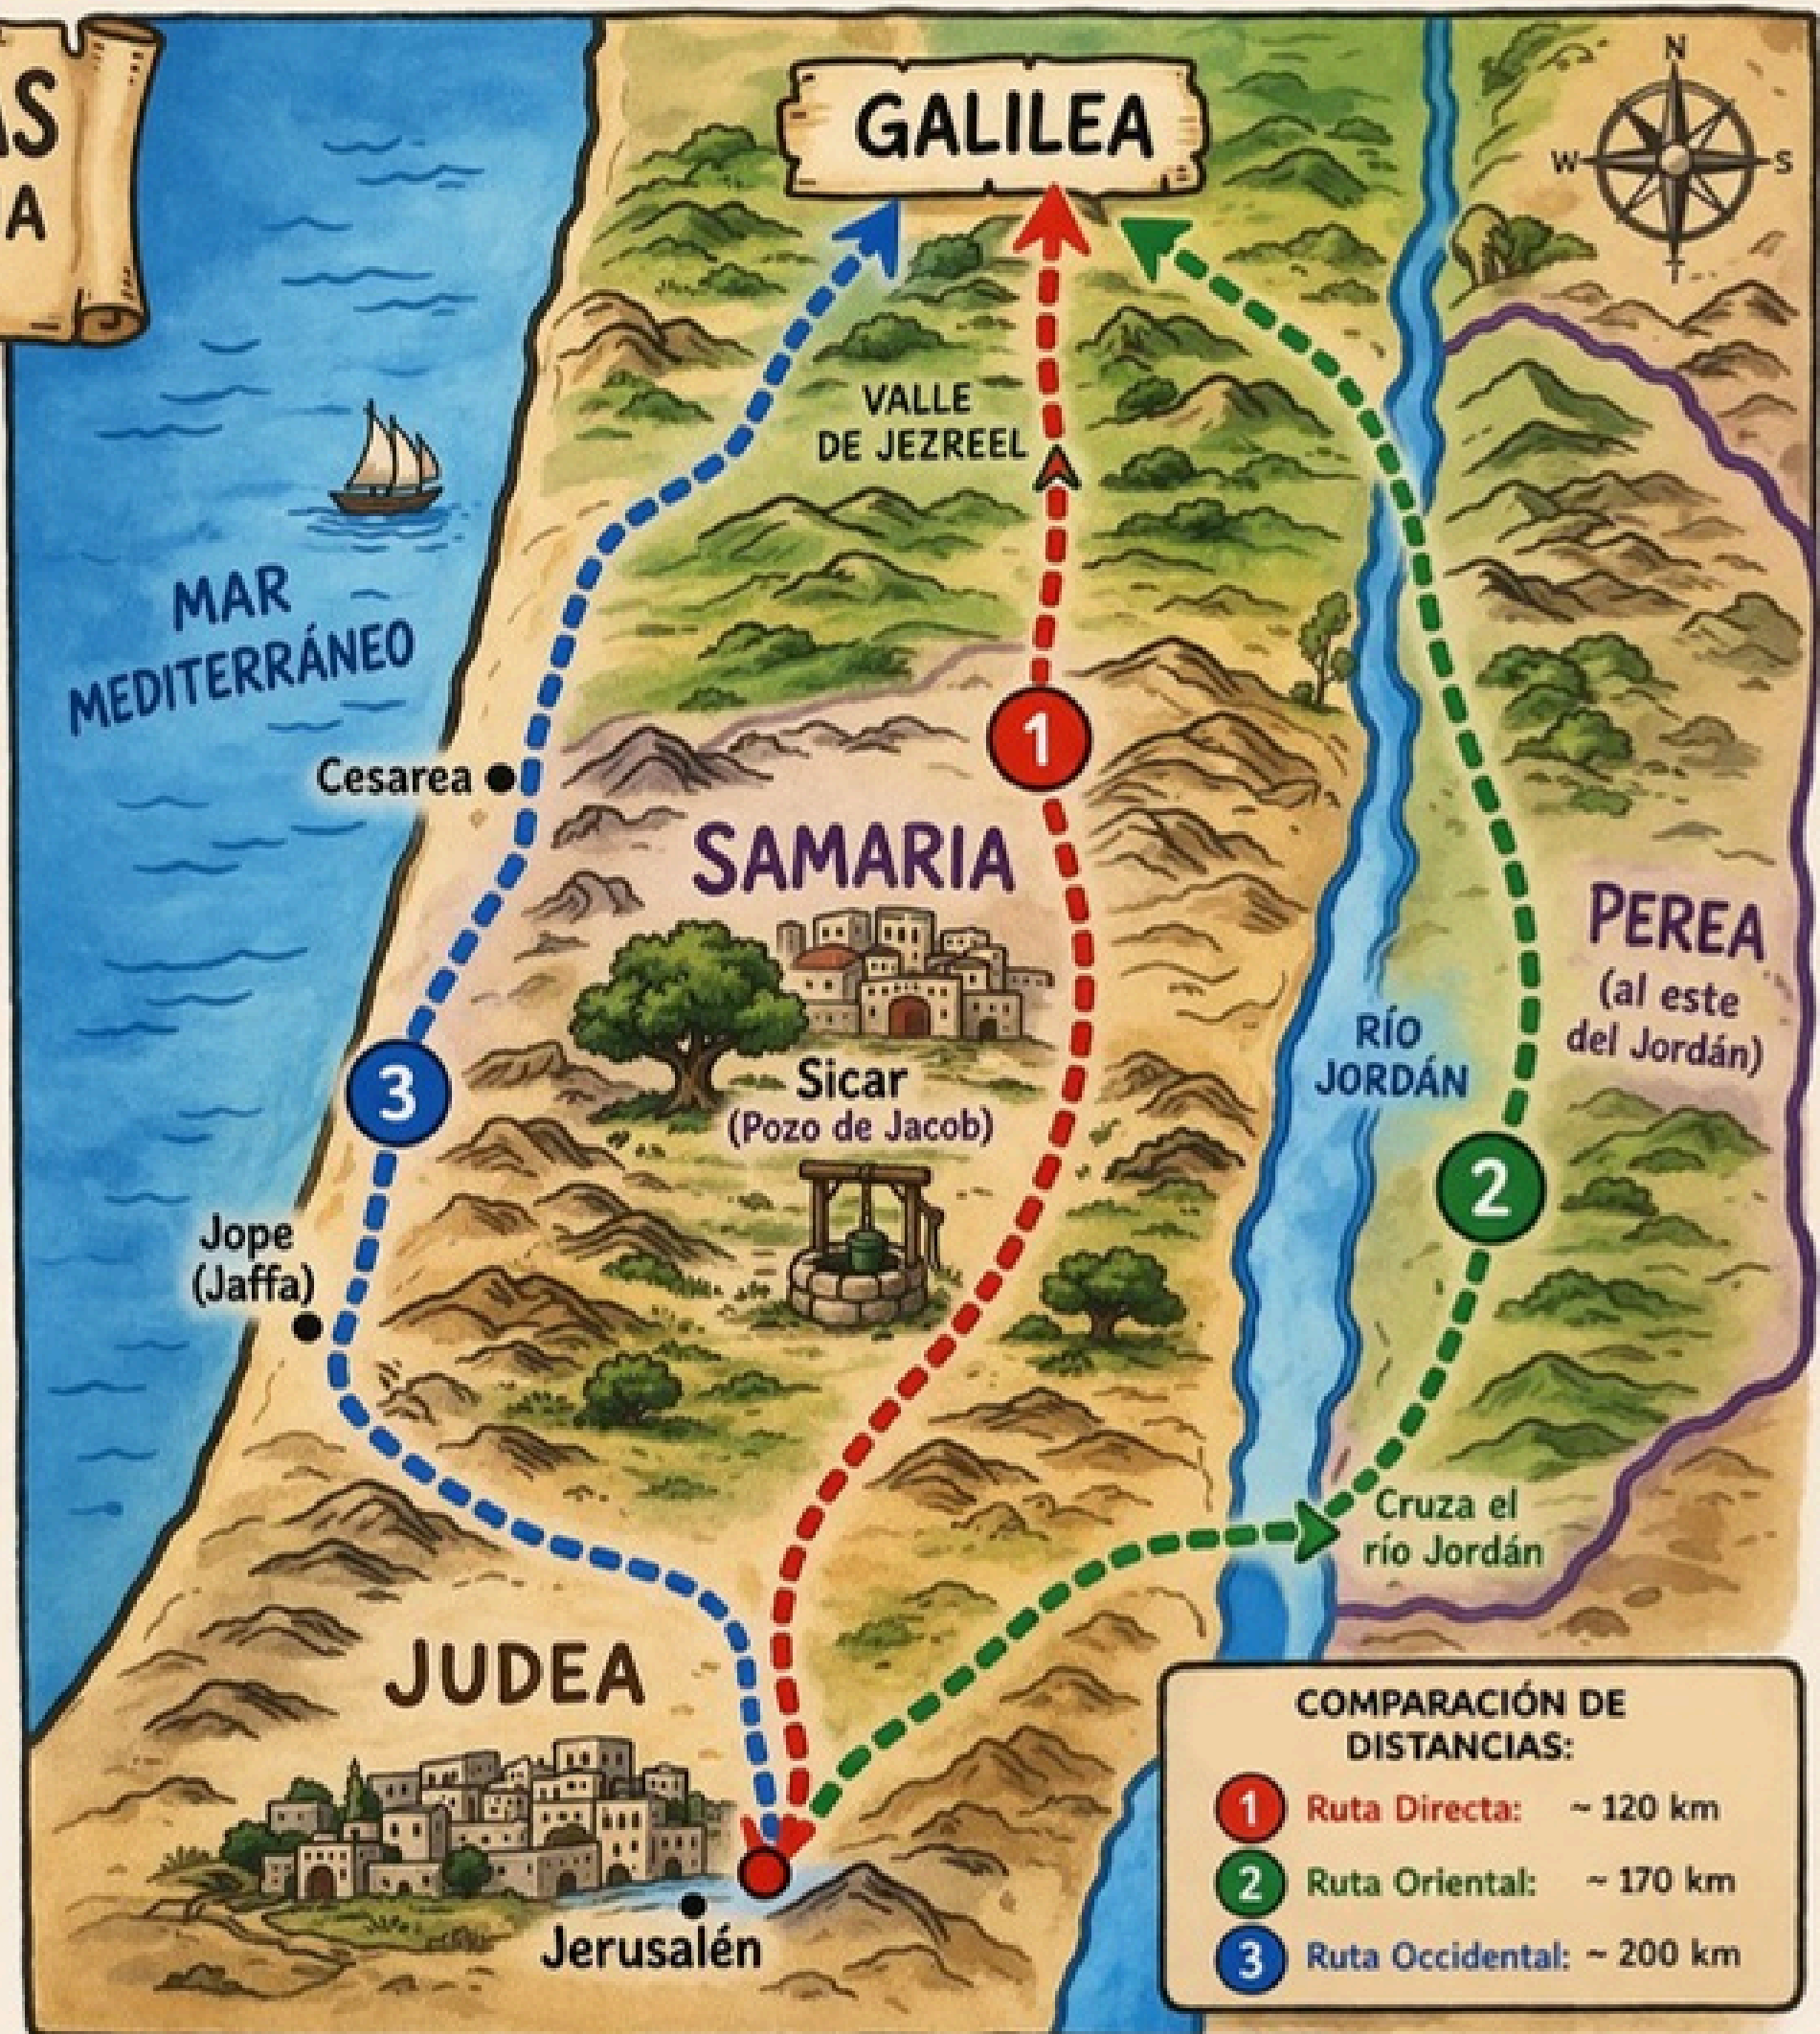 AS
A
GALILEA
N
W
S
VALLE
DE JEZREEL
MAR
MEDITERRÁNEO
1
Cesarea
SAMARIA
PEREA
(al este
del Jordán)
RÍO
JORDÁN
3
Sicar
(Pozo de Jacob)
2
Jope
(Jaffa)
Cruza el
río Jordán
JUDEA
Jerusalén
COMPARACIÓN DE
DISTANCIAS:
1 Ruta Directa: ~ 120 km
2 Ruta Oriental: ~ 170 km
3 Ruta Occidental: ~ 200 km